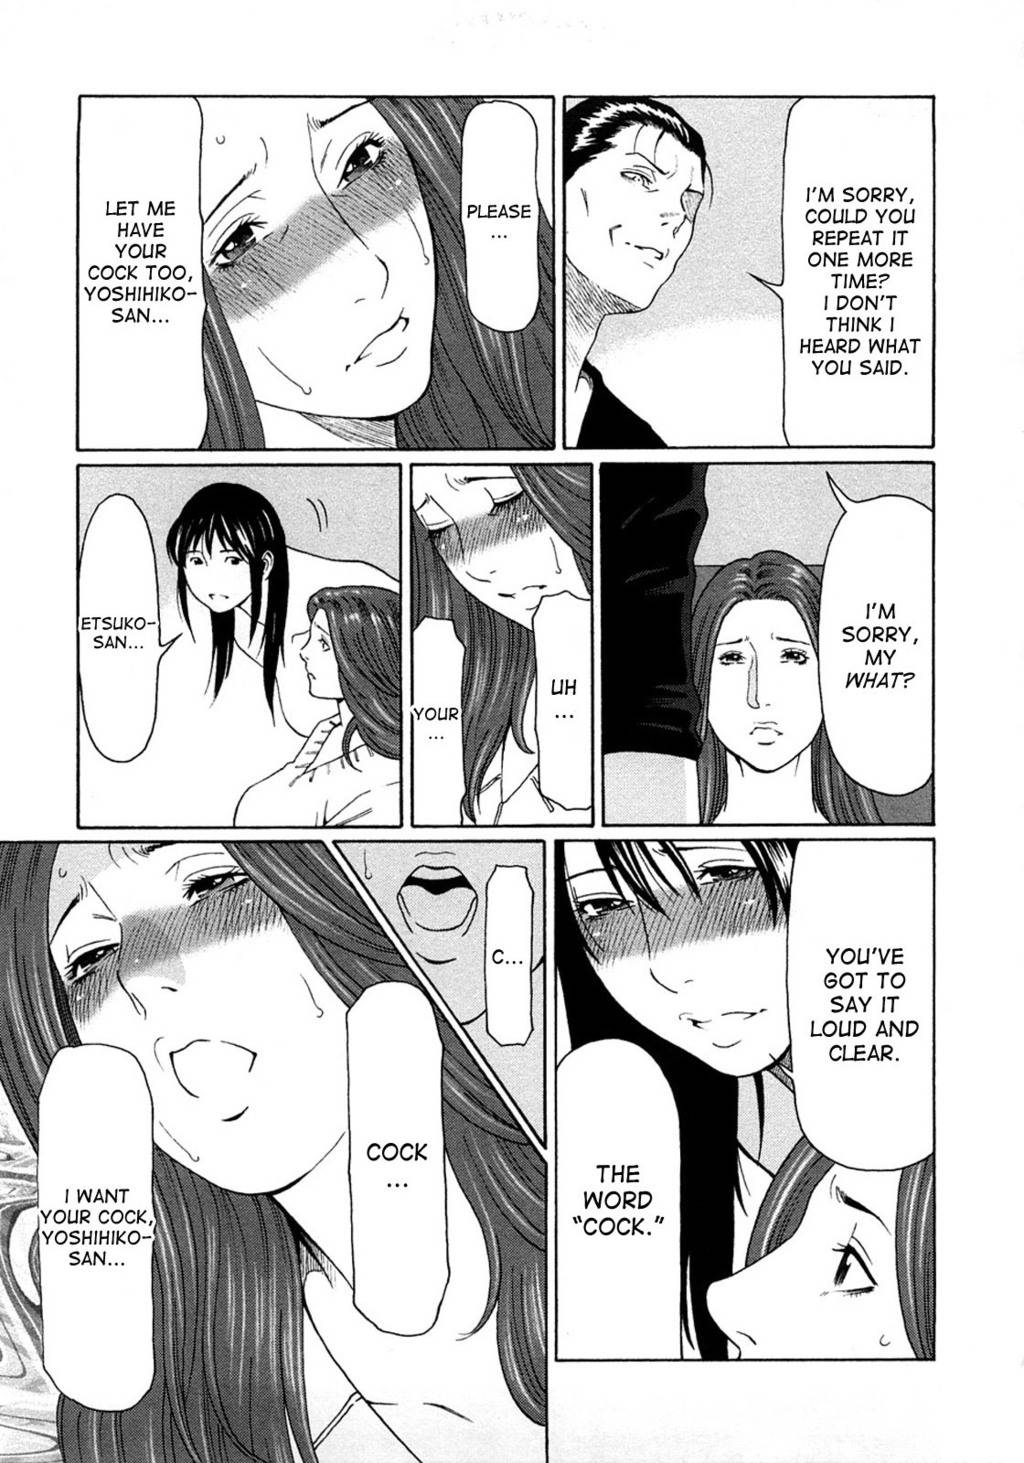 I'M SORRY,
COULD YOU
REPEAT IT
ONE MORE
TIME?
I DON'T
THINK I
HEARD WHAT
YOU SAID.
PLEASE
...
LET ME
HAVE
YOUR
COCK TOO,
YOSHIHIKO-
SAN...
I'M
SORRY,
MY
WHAT?
UH
...
YOUR
...
ETSUKO-
SAN...
YOU'VE
GOT TO
SAY IT
LOUD AND
CLEAR.
THE
WORD
"COCK."
C...
COCK
...
I WANT
YOUR COCK,
YOSHIHIKO-
SAN...